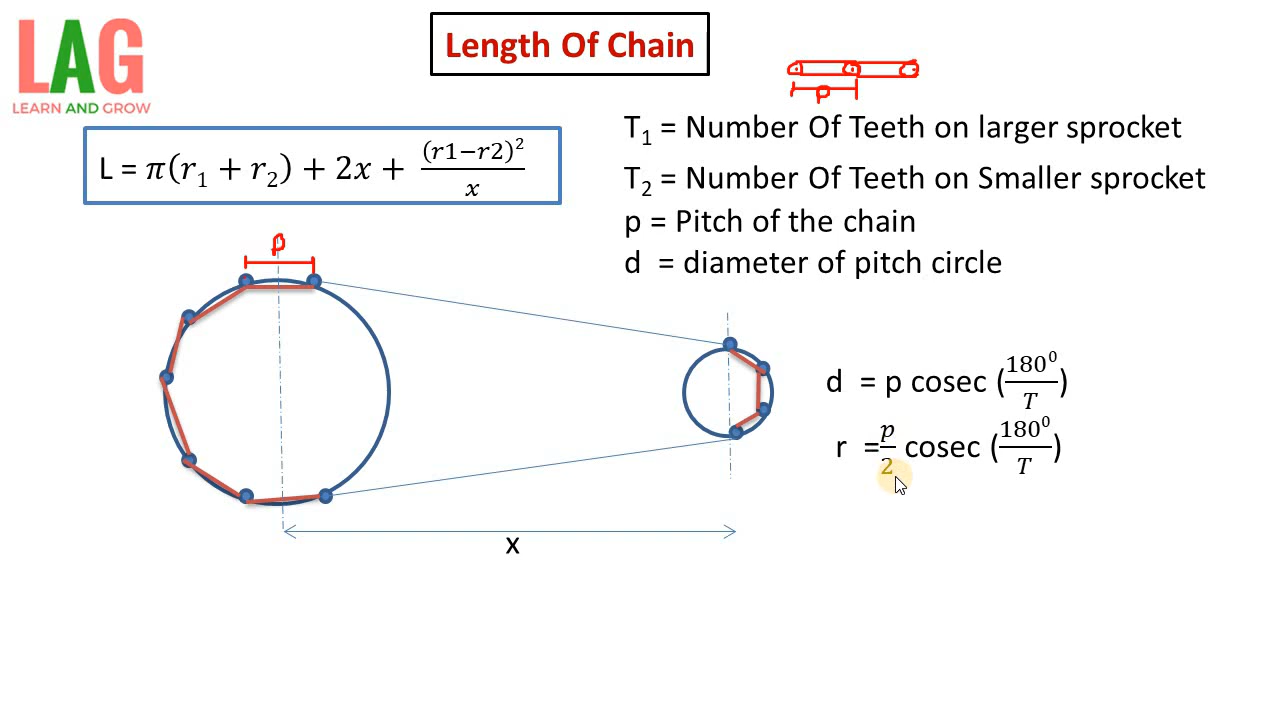 LAG
LEARN AND GROW
Length Of Chain
p
T₁ = Number Of Teeth on larger sprocket
L = π(r₁ + r₂) + 2x + (r1−r2)²/x
T₂ = Number Of Teeth on Smaller sprocket
p = Pitch of the chain
p
d = diameter of pitch circle
d = p cosec (180⁰/T)
r =p/2 cosec (180⁰/T)
x